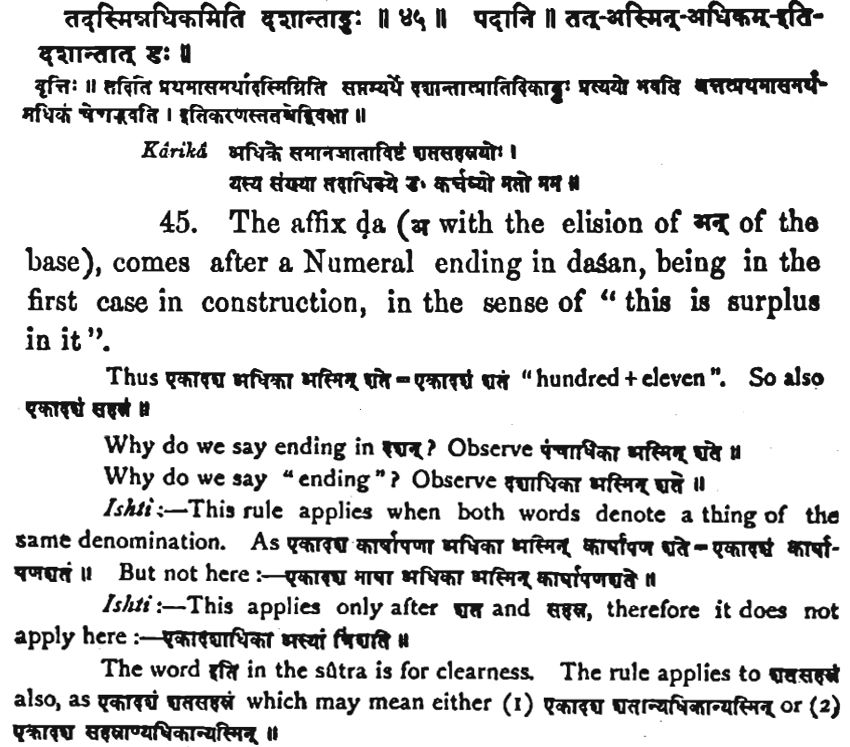 तदस्मिन्नधिकमिति दशान्ताड्डुः ॥ ४५ ॥ पदानि ॥ तत्-अस्मिन्-अधिकम्-इति-
दशान्तात् डः ॥
वृत्तिः ॥ तदिति प्रथमासमर्थादस्मिन्निति सप्तम्यर्थे दशान्तात्प्रातिपदिकाड्डः प्रत्ययो भवति यत्तत्प्रथमासमर्थ-
मधिकं चेत्तद्भवति । इतिकरणस्ततश्चेद्विवक्षा ॥
Kârikâ अधिके समानजाताविष्टं शतसहस्रयोः ।
यस्य संख्या तदाधिक्ये डः कर्त्तव्यो मतो मम ॥
45. The affix ḍa (अ with the elision of अन् of the
base), comes after a Numeral ending in daśan, being in the
first case in construction, in the sense of “ this is surplus
in it ”.
Thus एकादश अधिका अस्मिन् शते = एकादशं शतं “hundred + eleven”. So also
एकादशं सहस्रं ॥
Why do we say ending in दशन् ? Observe पंचाधिका अस्मिन् शते ॥
Why do we say “ending”? Observe दशाधिका अस्मिन् शते ॥
Ishti :—This rule applies when both words denote a thing of the
same denomination. As एकादश कार्षापणा अधिका अस्मिन् कार्षापण शते = एकादशं कार्षा-
पणशतं ॥ But not here :—एकादश माषा अधिका अस्मिन् कार्षापणशते ॥
Ishti :—This applies only after शत and सहस्र, therefore it does not
apply here :—एकादशाधिका अस्यां त्रिंशति ॥
The word इति in the sûtra is for clearness. The rule applies to शतसहस्रं
also, as एकादशं शतसहस्रं which may mean either (1) एकादश शतान्यधिकान्यस्मिन् or (2)
एकादश सहस्राण्यधिकान्यस्मिन् ॥